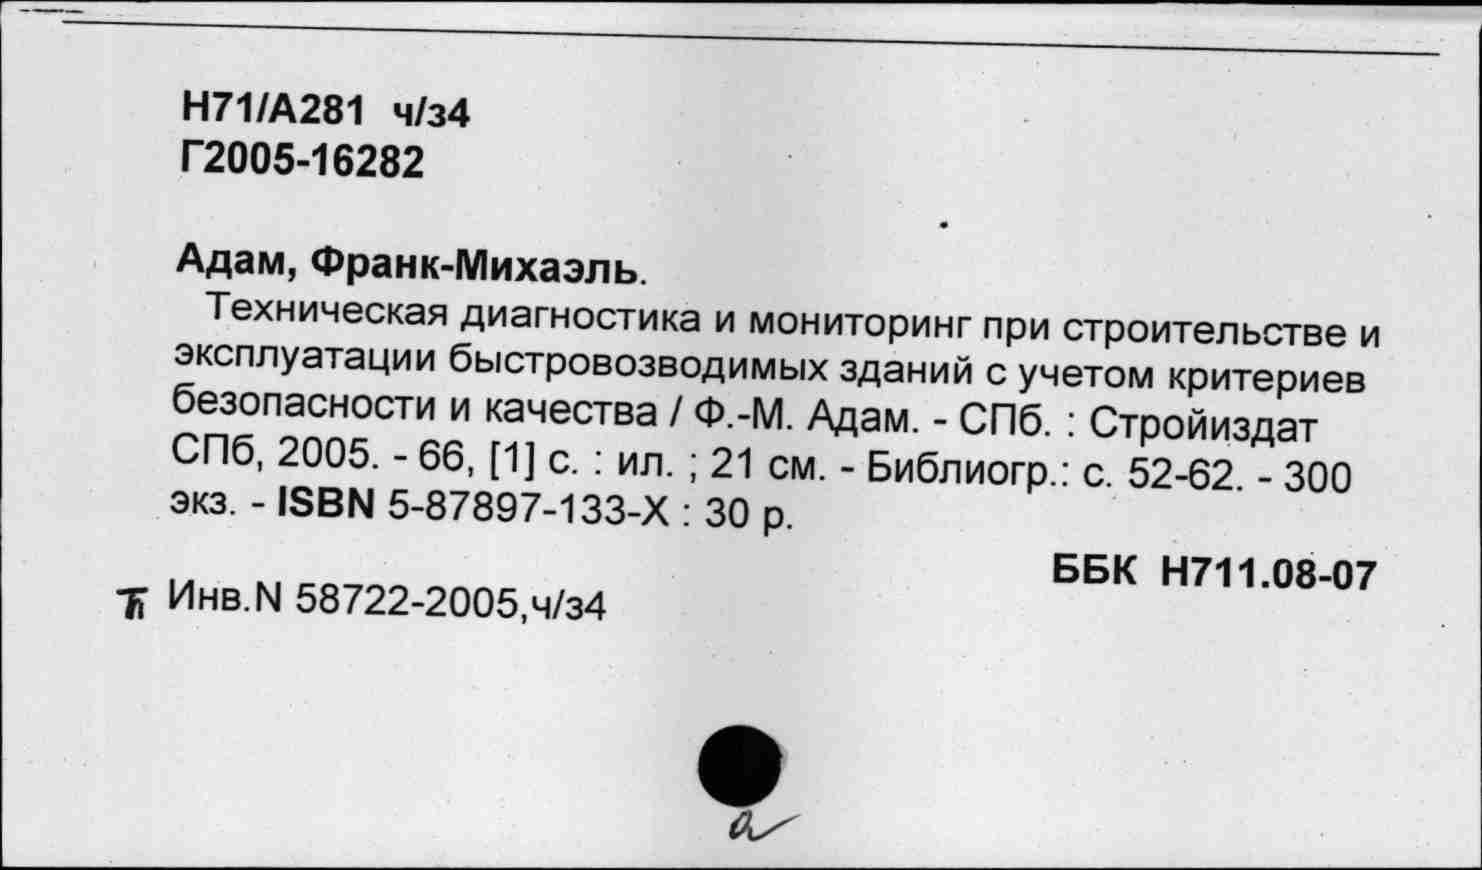 Н71/А281 ч/з4
Г2005-16282
Адам, Франк-Михаэль.
Техническая диагностика и мониторинг при строительстве и
эксплуатации быстровозводимых зданий с учетом критериев
безопасности и качества / Ф.-М. Адам. - СПб. : Стройиздат
СПб, 2005. - 66, [1] с. : ил. ; 21 см. - Библиогр.: с. 52-62. - 300
экз. - ISBN 5-87897-133-X : 30 р.
ББК Н711.08-07
Инв.N 58722-2005,ч/з4